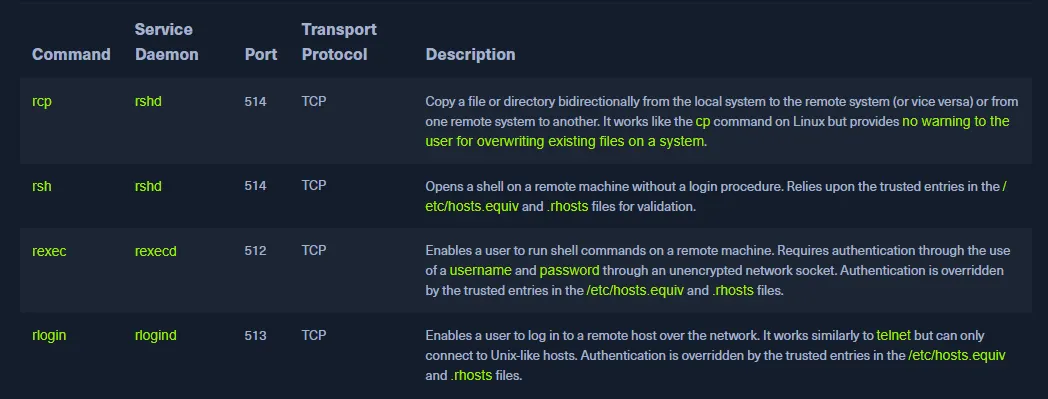 Service Transport
Command Daemon Port Protocol Description
rcp rshd 514 TCP Copy a file or directory bidirectionally from the local system to the remote system (or vice versa) or from
one remote system to another. It works like the cp command on Linux but provides no warning to the
user for overwriting existing files on a system.
rsh rshd 514 TCP Opens a shell on a remote machine without a login procedure. Relies upon the trusted entries in the /
etc/hosts.equiv and .rhosts files for validation.
rexec rexecd 512 TCP Enables a user to run shell commands on a remote machine. Requires authentication through the use
of a username and password through an unencrypted network socket. Authentication is overridden
by the trusted entries in the /etc/hosts.equiv and .rhosts files.
rlogin rlogind 513 TCP Enables a user to log in to a remote host over the network. It works similarly to telnet but can only
connect to Unix-like hosts. Authentication is overridden by the trusted entries in the /etc/hosts.equiv
and .rhosts files.